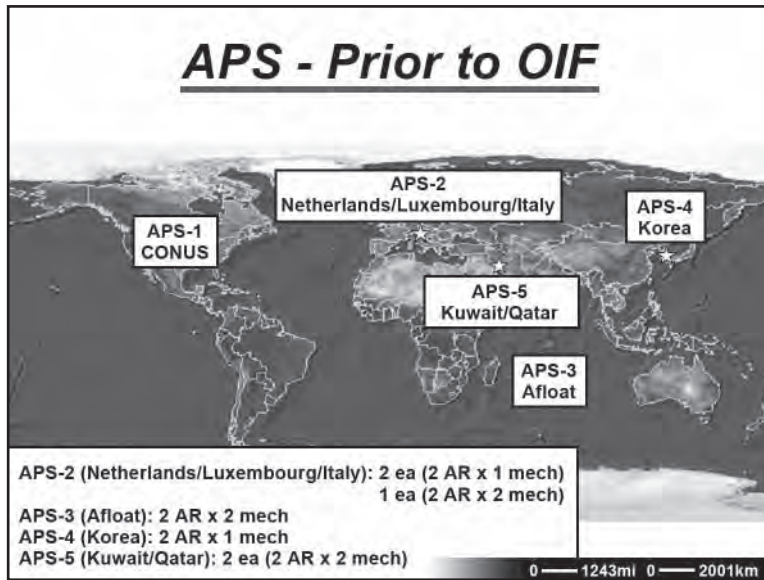 APS - Prior to OIF
APS-2
Netherlands/Luxembourg/Italy
APS-4
Korea
APS-1
CONUS
APS-5
Kuwait/Qatar
APS-3
Afloat
APS-2 (Netherlands/Luxembourg/Italy): 2 ea (2 AR x 1 mech)
1 ea (2 AR x 2 mech)
APS-3 (Afloat): 2 AR x 2 mech
APS-4 (Korea): 2 AR x 1 mech
APS-5 (Kuwait/Qatar): 2 ea (2 AR x 2 mech)
0 1243mi 0 2001km